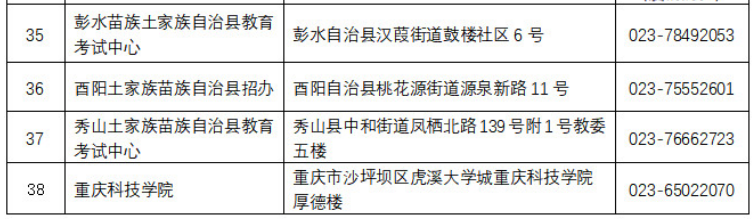 35 彭水苗族土家族自治县教育考试中心 彭水自治县汉葭街道鼓楼社区 6 号 023-78492053
36 酉阳土家族苗族自治县招办 酉阳自治县桃花源街道源泉新路 11 号 023-75552601
37 秀山土家族苗族自治县教育考试中心 秀山县中和街道凤栖北路 139 号附 1 号教委五楼 023-76662723
38 重庆科技学院 重庆市沙坪坝区虎溪大学城重庆科技学院厚德楼 023-65022070